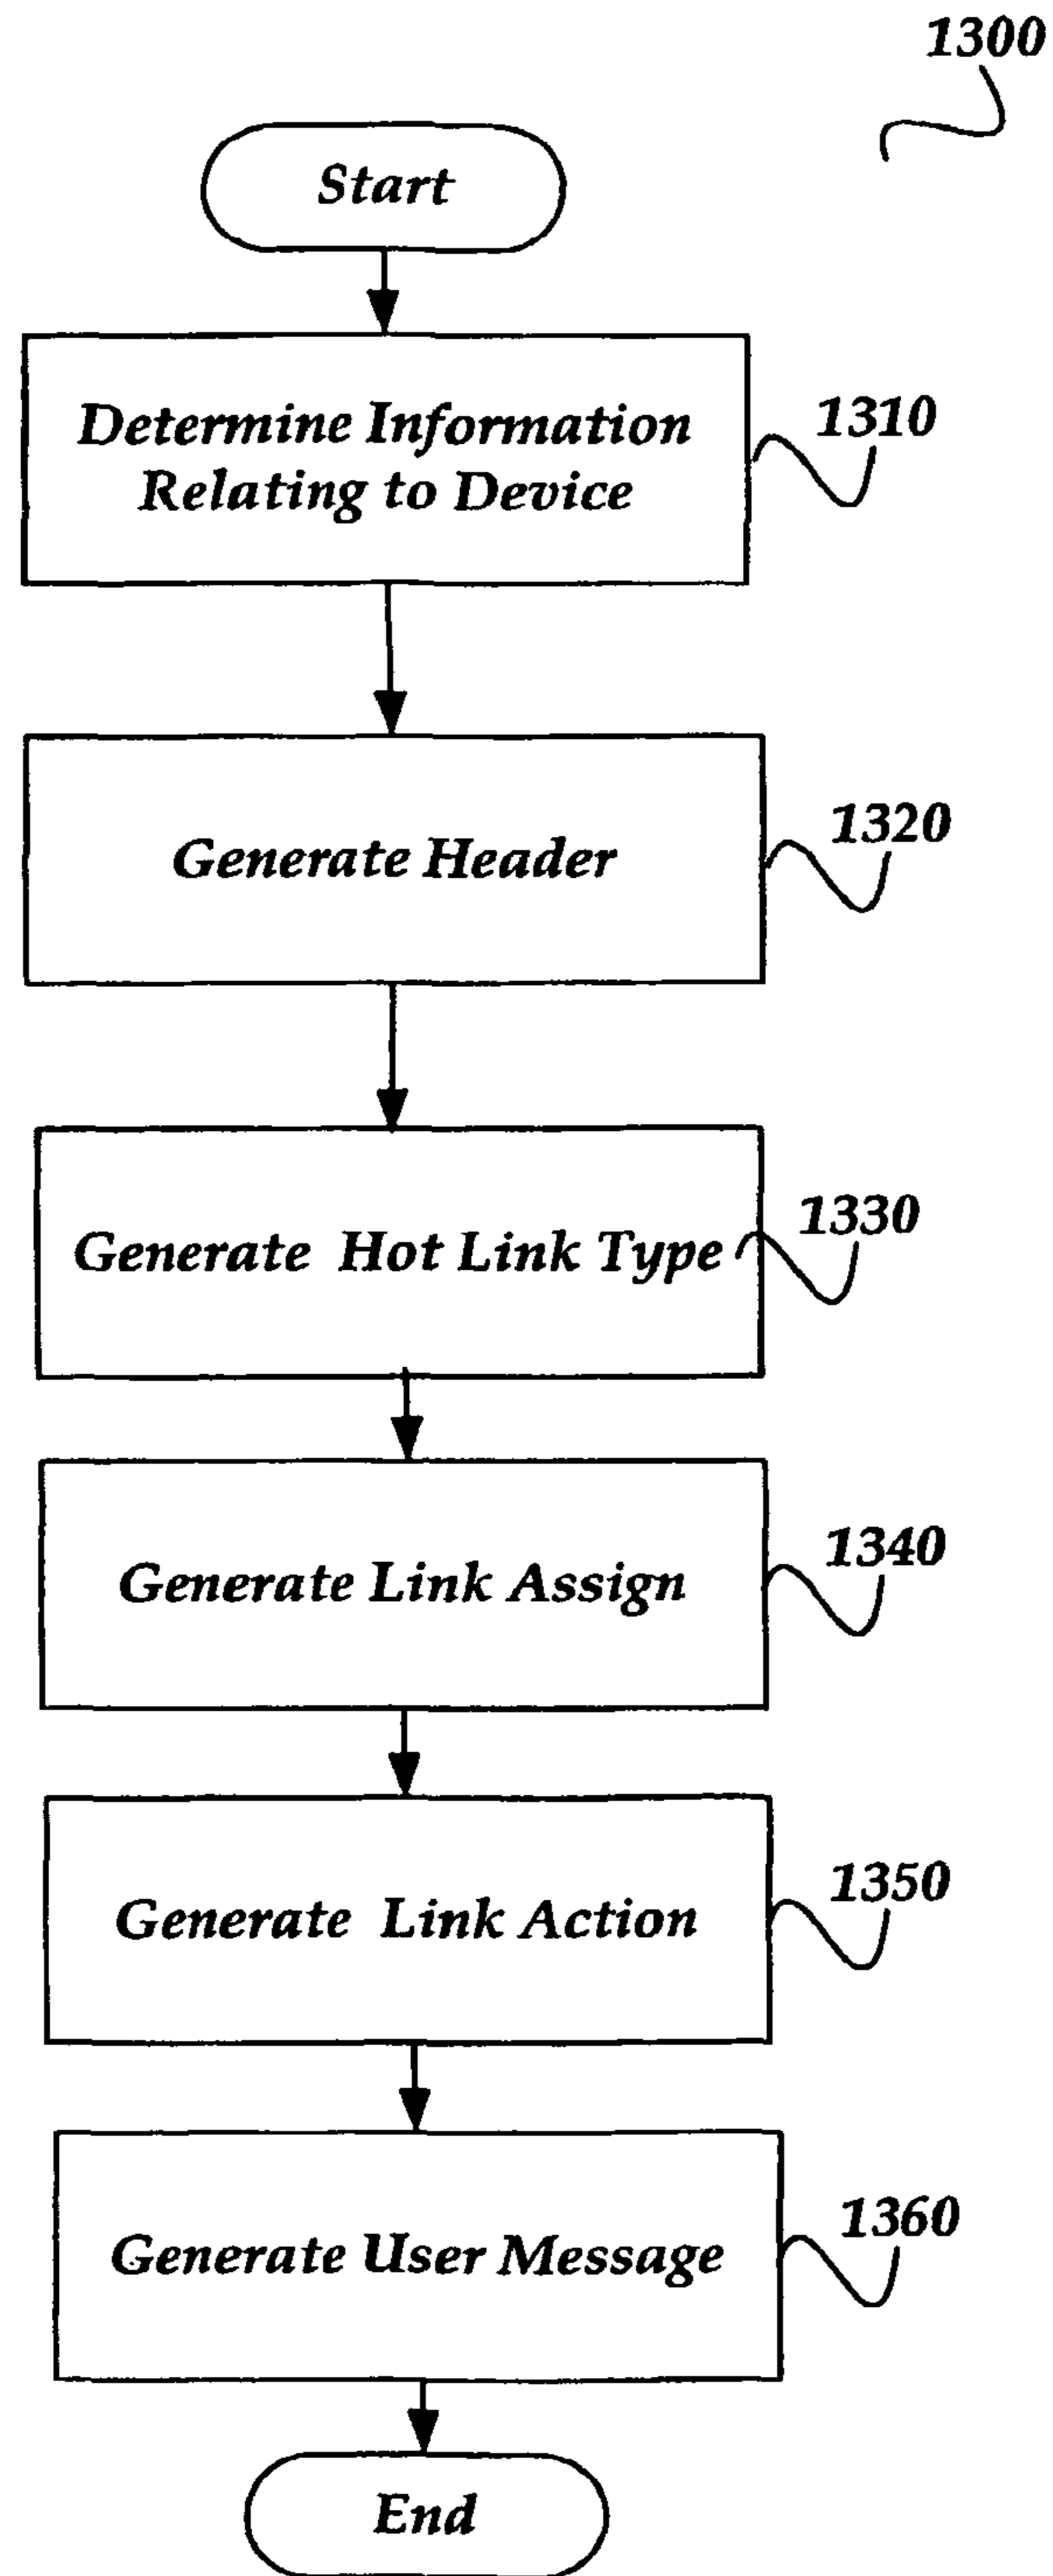 1300
Start
Determine Information
Relating to Device
1310
Generate Header
1320
Generate Hot Link Type
1330
Generate Link Assign
1340
Generate Link Action
1350
Generate User Message
1360
End